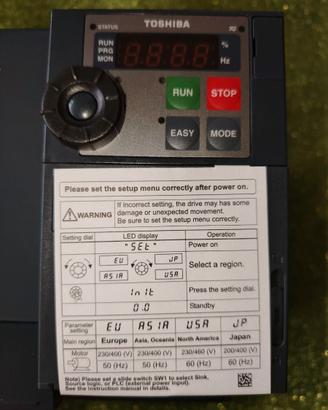 STATUS
TOSHIBA
RUN
PRG
MON
8.8.8.8.
%
Hz
RUN
STOP
EASY
MODE
Please set the setup menu correctly after power on.
WARNING
If incorrect setting, the drive may has some
damage or unexpected movement.
Be sure to set the setup menu correctly.
Setting dial LED display Operation
"SEt" Power on
EU JP
ASIA USA
Select a region.
InIt Press the setting dial.
0.0 Standby
Parameter setting EU ASIA USA JP
Main region Europe Asia, Oceania North America Japan
Motor setting 230/400 (V) 230/400 (V) 230/460 (V) 200/400 (V)
50 (Hz) 50 (Hz) 60 (Hz) 60 (Hz)
Note) Please set a slide switch SW1 to select Sink,
Source logic, or PLC (external power input).
See the instruction manual in details.